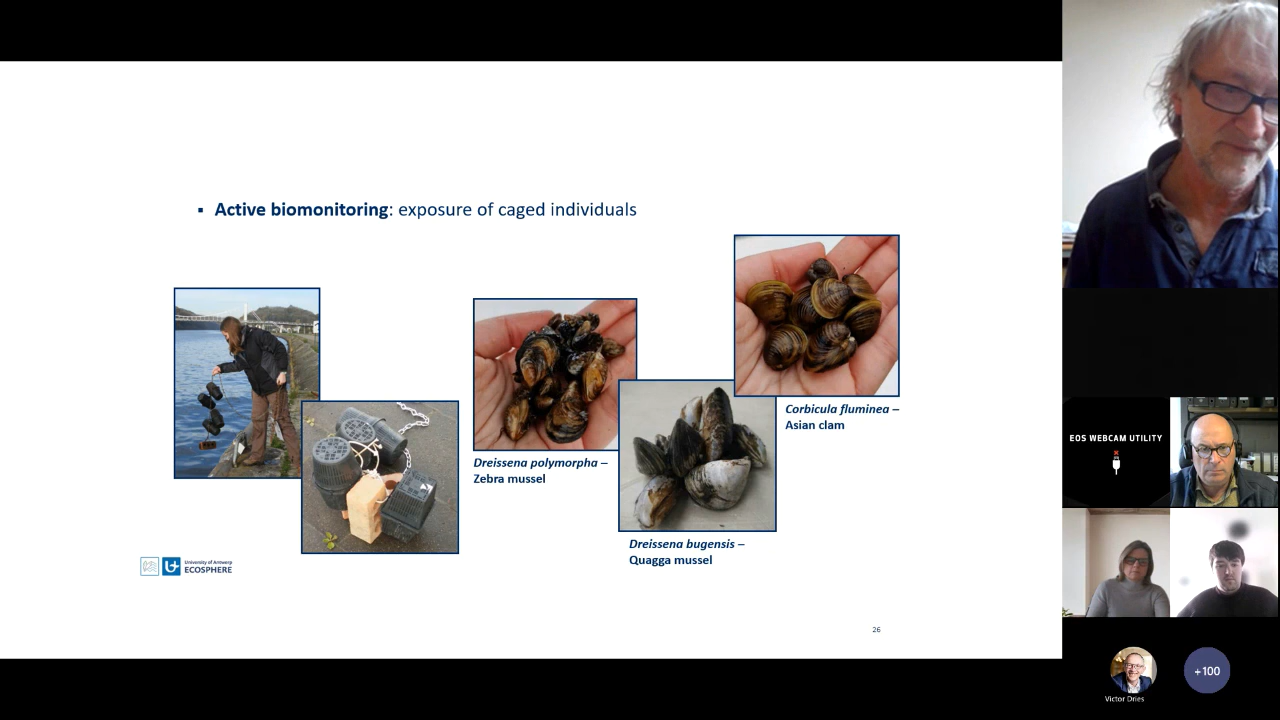 ▪ Active biomonitoring: exposure of caged individuals
Corbicula fluminea –
Asian clam
Dreissena polymorpha –
Zebra mussel
Dreissena bugensis –
Quagga mussel
University of Antwerp
ECOSPHERE
26
EOS WEBCAM UTILITY
Victor Dries
+100